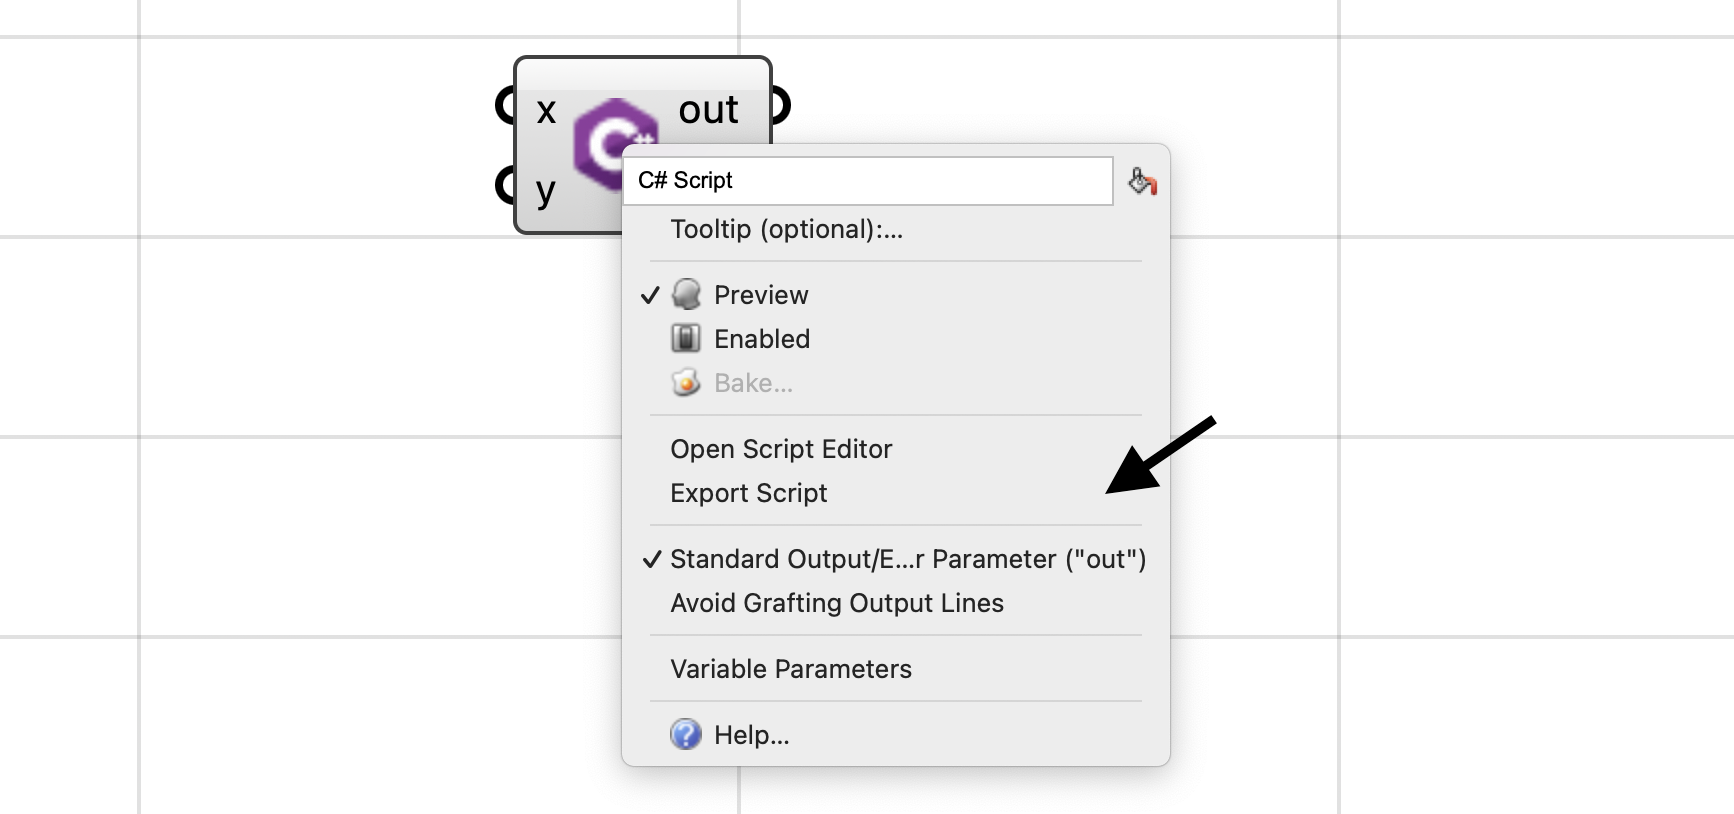 x out
y
C# Script
Tooltip (optional):...
Preview
Enabled
Bake...
Open Script Editor
Export Script
Standard Output/E...r Parameter ("out")
Avoid Grafting Output Lines
Variable Parameters
Help...